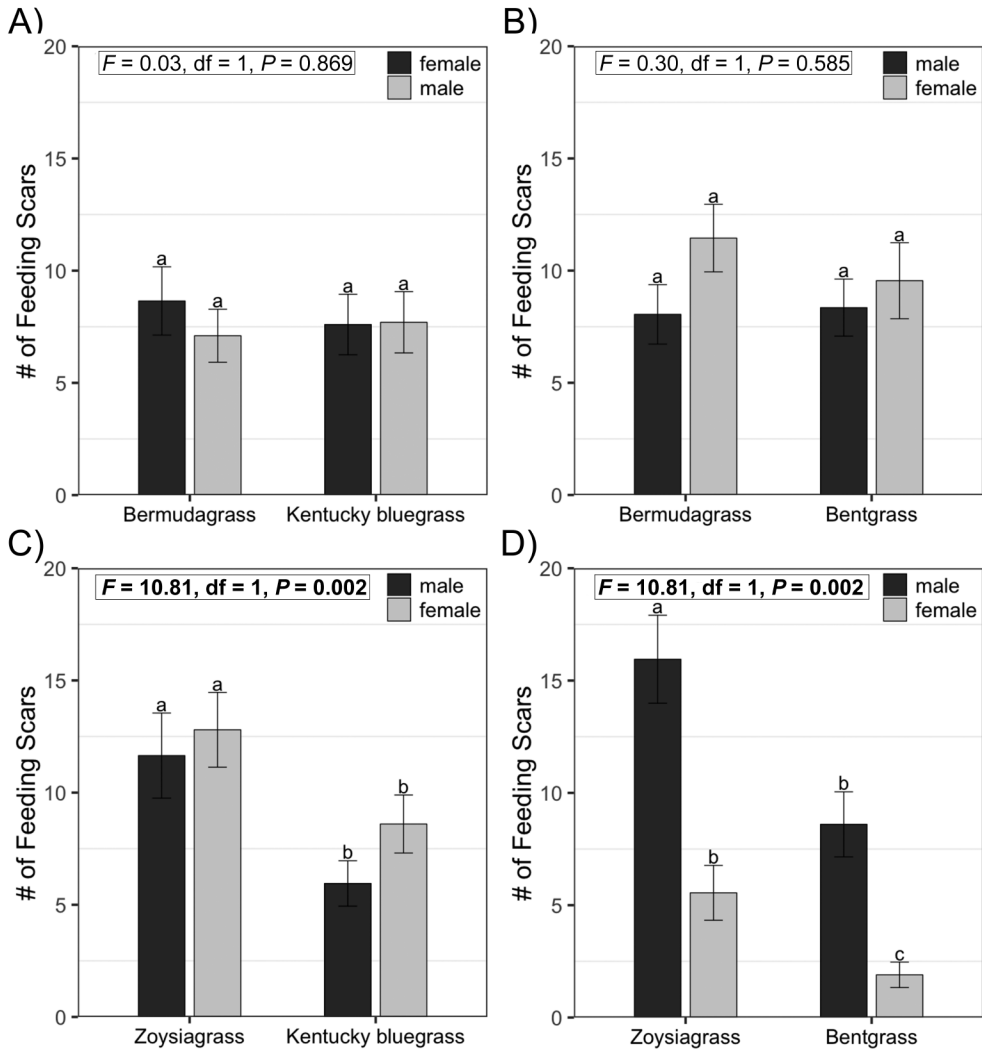 A)
F = 0.03, df = 1, P = 0.869
female
male
# of Feeding Scars
20
15
10
5
0
a
a
a
a
Bermudagrass
Kentucky bluegrass
B)
F = 0.30, df = 1, P = 0.585
male
female
# of Feeding Scars
20
15
10
5
0
a
a
a
a
Bermudagrass
Bentgrass
C)
F = 10.81, df = 1, P = 0.002
male
female
# of Feeding Scars
20
15
10
5
0
a
a
b
b
Zoysiagrass
Kentucky bluegrass
D)
F = 10.81, df = 1, P = 0.002
male
female
# of Feeding Scars
20
15
10
5
0
a
b
b
c
Zoysiagrass
Bentgrass